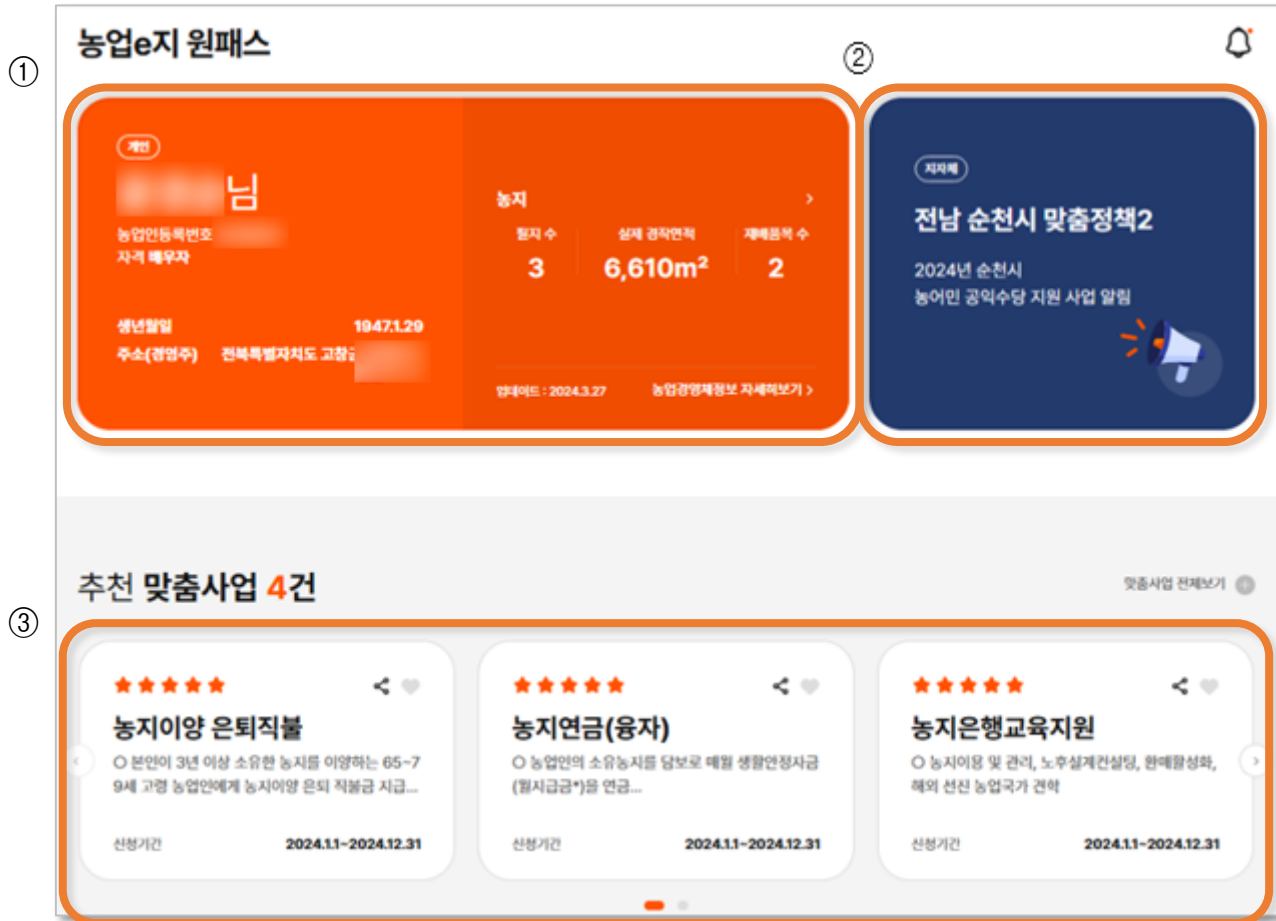 농업e지 원패스
①
②
개인
님
농업인등록번호
자격 배우자
생년월일 1947.1.29
주소(경영주) 전북특별자치도 고창군
농지 >
필지 수 실제 경작면적 재배품목 수
3 6,610m² 2
업데이트 : 2024.3.27 농업경영체정보 자세히보기 >
지자체
전남 순천시 맞춤정책2
2024년 순천시
농어민 공익수당 지원 사업 알림
추천 맞춤사업 4건
맞춤사업 전체보기
③
농지이양 은퇴직불
○ 본인이 3년 이상 소유한 농지를 이양하는 65~7
9세 고령 농업인에게 농지이양 은퇴 직불금 지급...
신청기간 2024.1.1~2024.12.31
농지연금(융자)
○ 농업인의 소유농지를 담보로 매월 생활안정자금
(월지급금*)을 연금...
신청기간 2024.1.1~2024.12.31
농지은행교육지원
○ 농지이용 및 관리, 노후설계컨설팅, 판매활성화,
해외 선진 농업국가 견학
신청기간 2024.1.1~2024.12.31